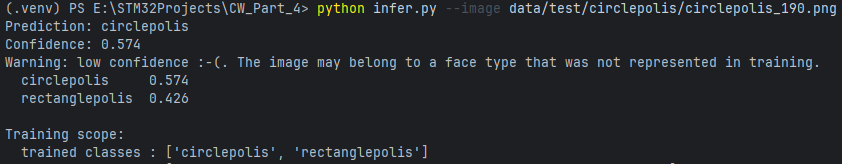 (.venv) PS E:\STM32Projects\CW_Part_4> python infer.py --image data/test/circlepolis/circlepolis_190.png
Prediction: circlepolis
Confidence: 0.574
Warning: low confidence :-(. The image may belong to a face type that was not represented in training.
  circlepolis     0.574
  rectanglepolis  0.426

Training scope:
  trained classes : ['circlepolis', 'rectanglepolis']